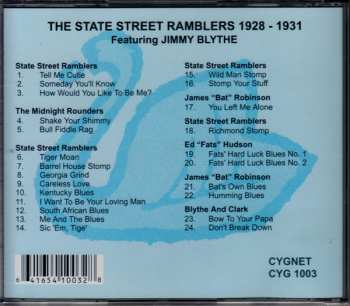 THE STATE STREET RAMBLERS 1928 - 1931
Featuring JIMMY BLYTHE
State Street Ramblers
1. Tell Me Cutie
2. Someday You'll Know
3. How Would You Like To Be Me?
The Midnight Rounders
4. Shake Your Shimmy
5. Bull Fiddle Rag
State Street Ramblers
6. Tiger Moan
7. Barrel House Stomp
8. Georgia Grind
9. Careless Love
10. Kentucky Blues
11. I Want To Be Your Loving Man
12. South African Blues
13. Me And The Blues
14. Sic 'Em, Tige'
State Street Ramblers
15. Wild Man Stomp
16. Stomp Your Stuff
James "Bat" Robinson
17. You Left Me Alone
State Street Ramblers
18. Richmond Stomp
Ed "Fats" Hudson
19. Fats' Hard Luck Blues No. 1
20. Fats' Hard Luck Blues No. 2
James "Bat" Robinson
21. Bat's Own Blues
22. Humming Blues
Blythe And Clark
23. Bow To Your Papa
24. Don't Break Down
6 41654 10032 8
CYGNET
CYG 1003